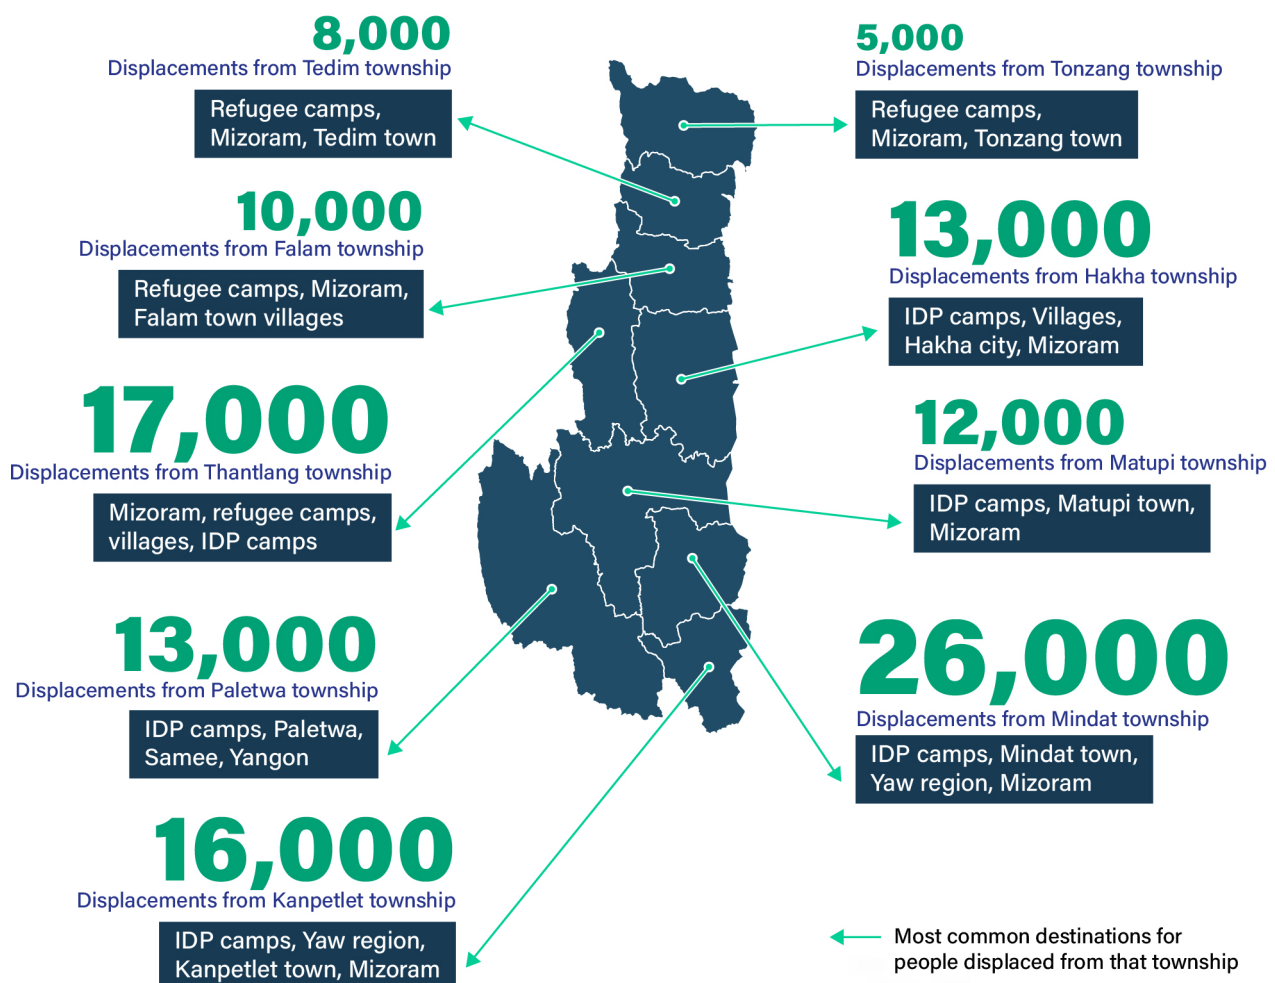 8,000
Displacements from Tedim township
Refugee camps,
Mizoram, Tedim town
5,000
Displacements from Tonzang township
Refugee camps,
Mizoram, Tonzang town
10,000
Displacements from Falam township
Refugee camps, Mizoram,
Falam town villages
13,000
Displacements from Hakha township
IDP camps, Villages,
Hakha city, Mizoram
17,000
Displacements from Thantlang township
Mizoram, refugee camps,
villages, IDP camps
12,000
Displacements from Matupi township
IDP camps, Matupi town,
Mizoram
13,000
Displacements from Paletwa township
IDP camps, Paletwa,
Samee, Yangon
26,000
Displacements from Mindat township
IDP camps, Mindat town,
Yaw region, Mizoram
16,000
Displacements from Kanpetlet township
IDP camps, Yaw region,
Kanpetlet town, Mizoram
Most common destinations for
people displaced from that township